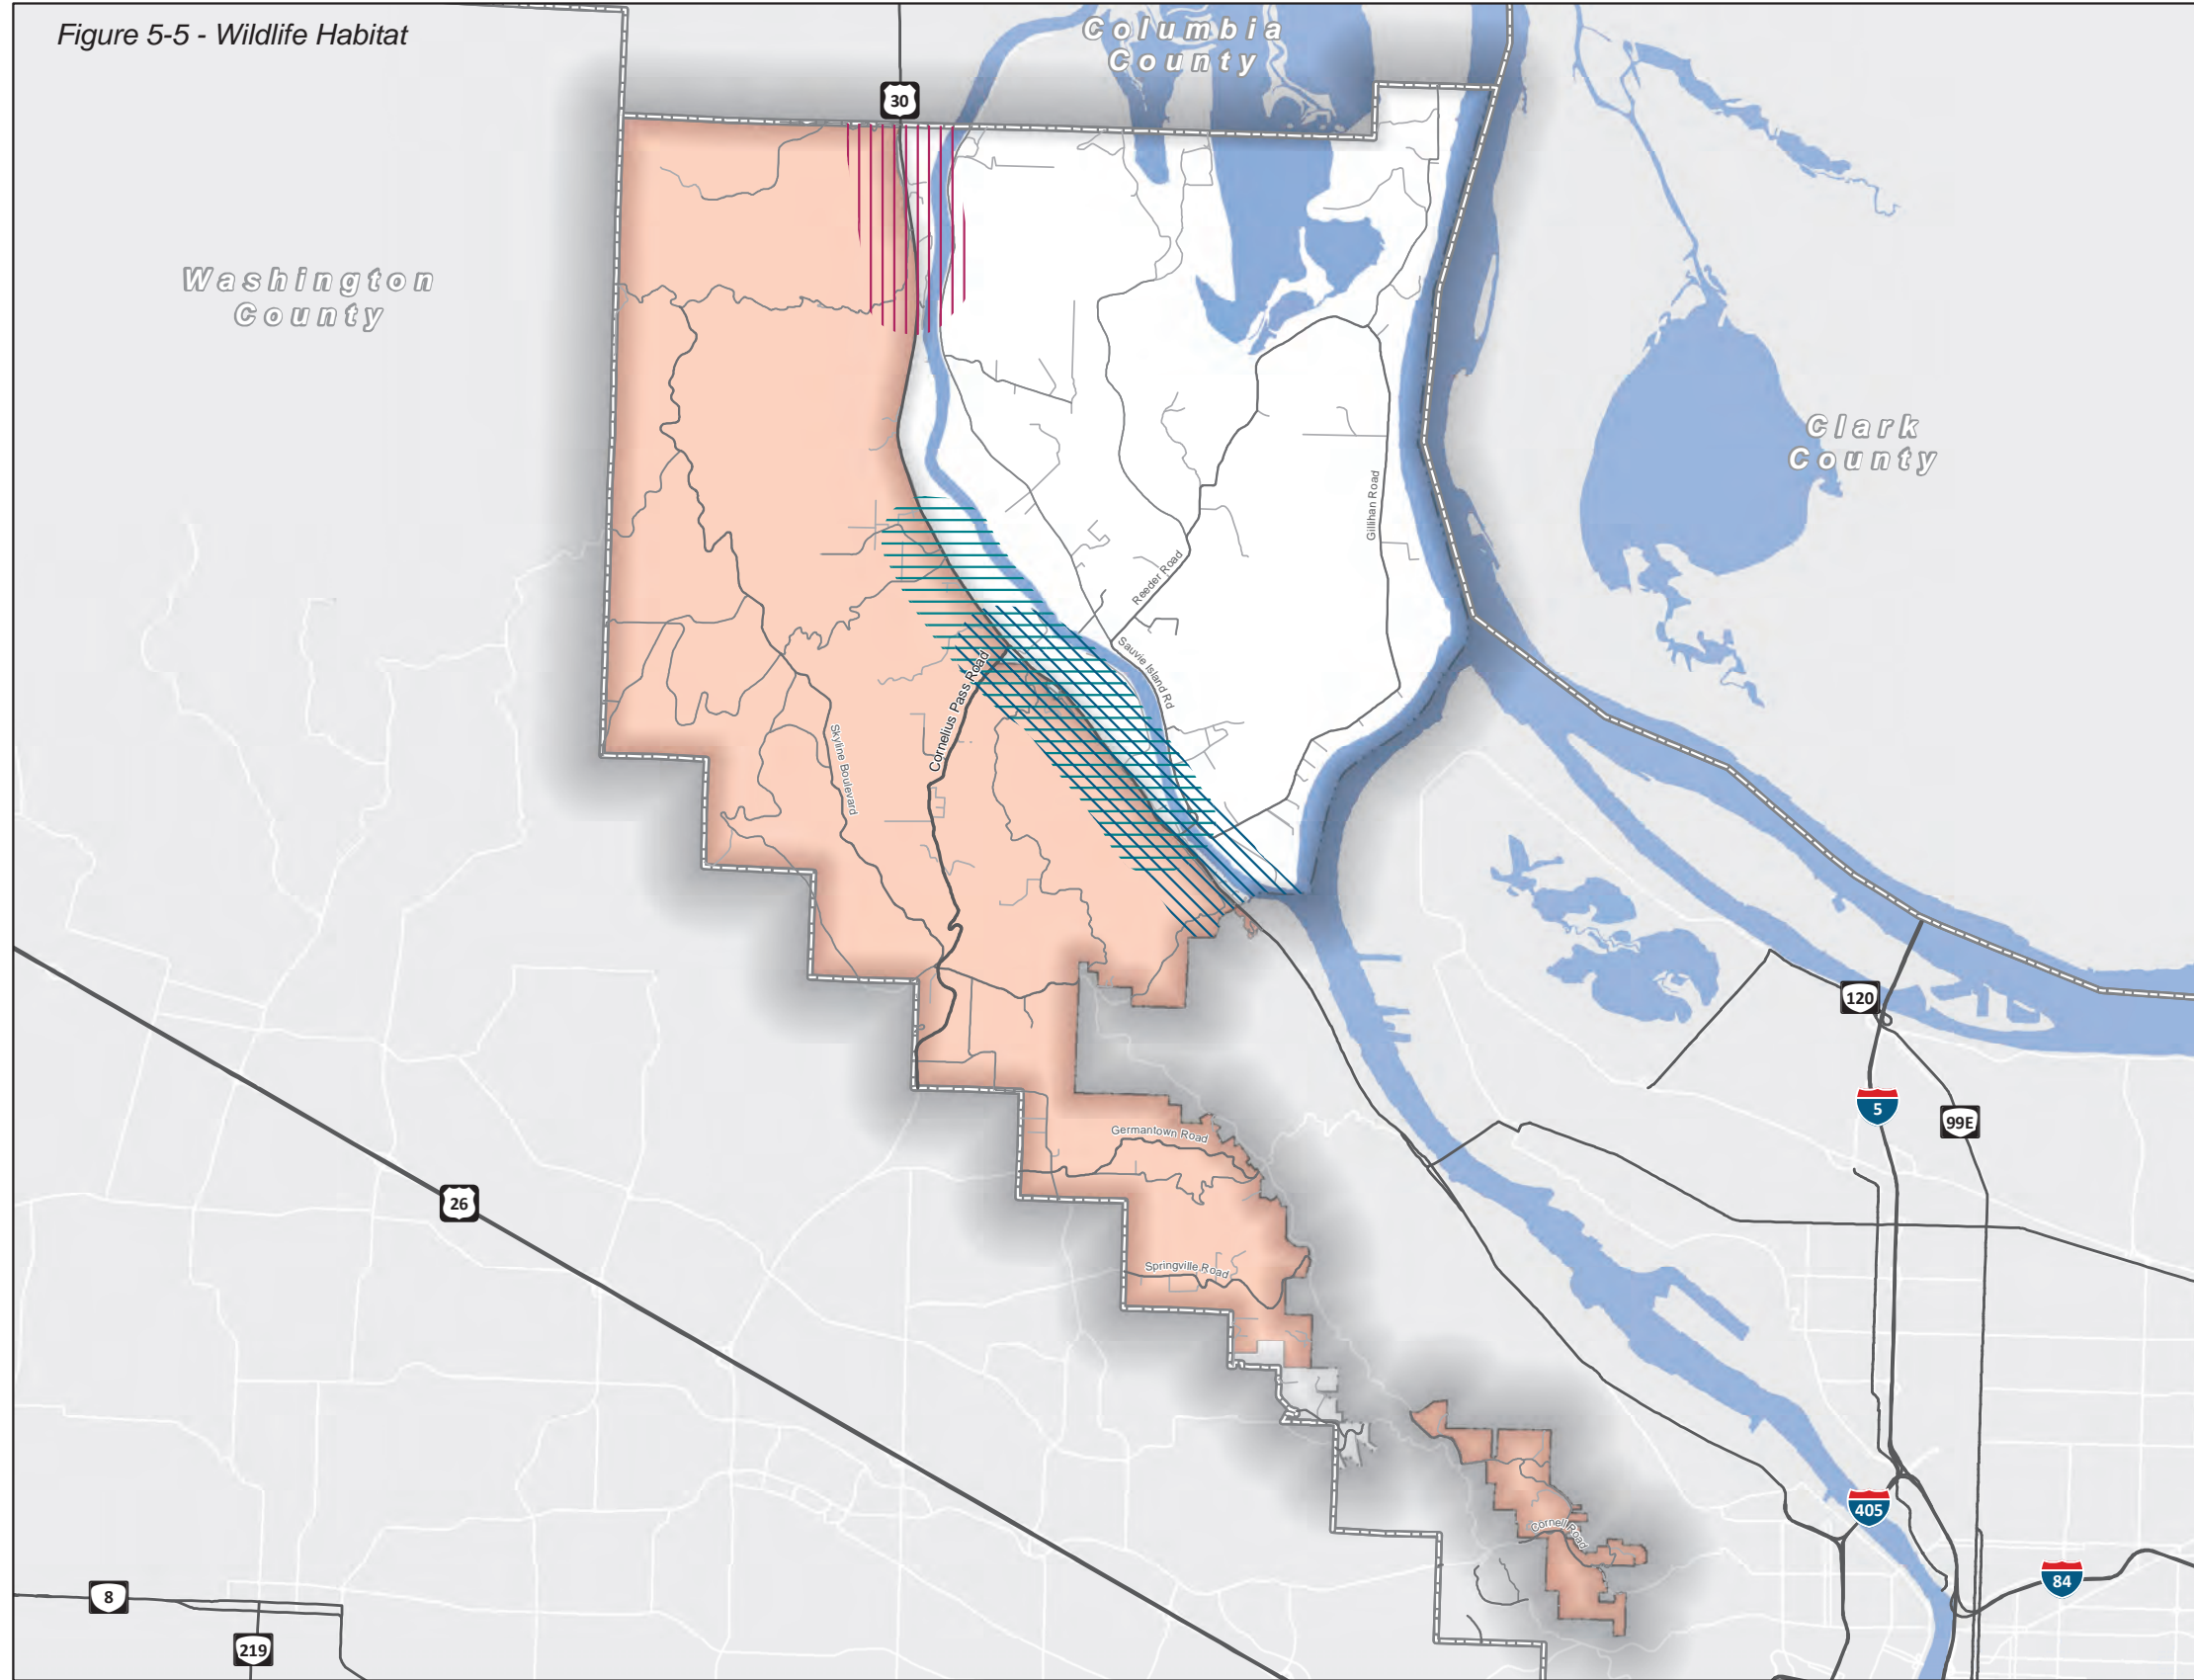 Figure 5-5 - Wildlife Habitat
Columbia
County
30
Washington
County
Clark
County
Gillihan Road
Reeder Road
Sauvie Island Rd
Cornelius Pass Road
Skyline Boulevard
120
5
99E
Germantown Road
26
Springville Road
405
Cornell Road
84
8
219